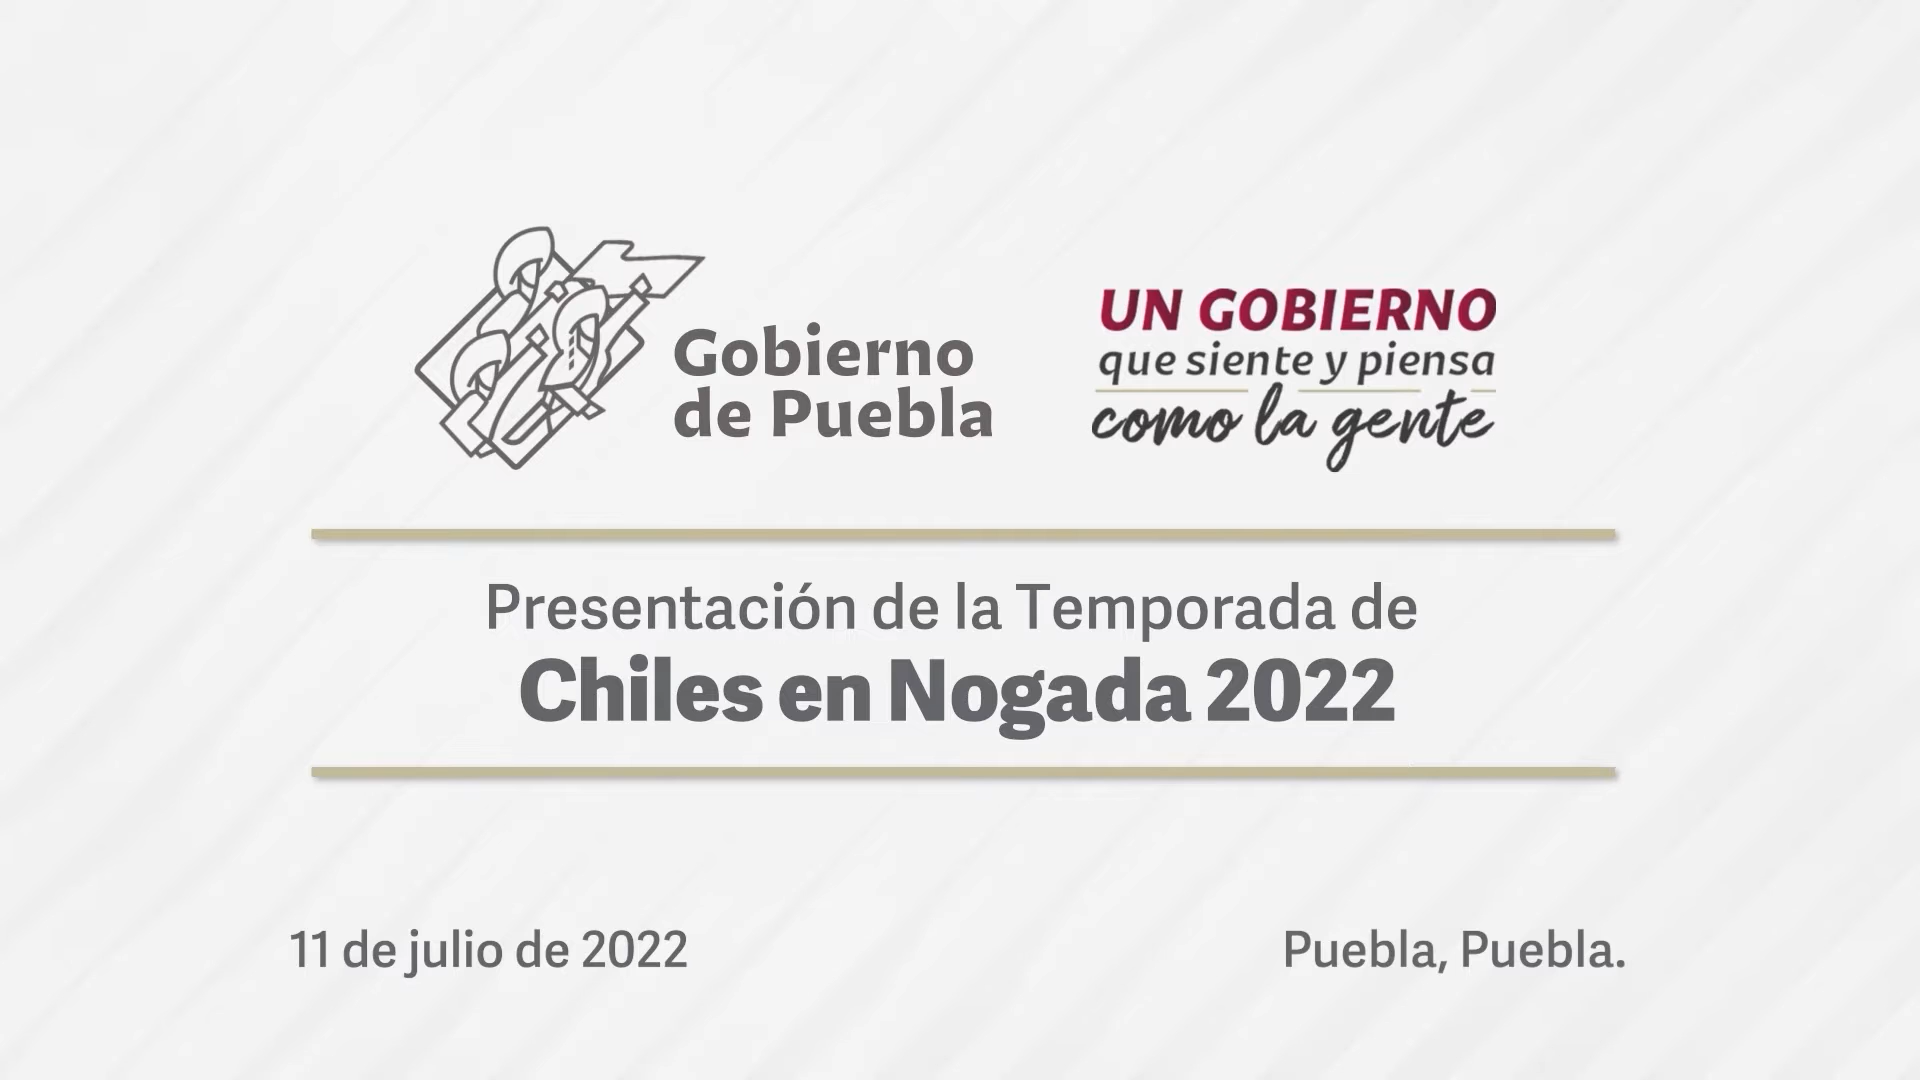 Gobierno
de Puebla
UN GOBIERNO
que siente y piensa
como la gente
Presentación de la Temporada de
Chiles en Nogada 2022
11 de julio de 2022
Puebla, Puebla.